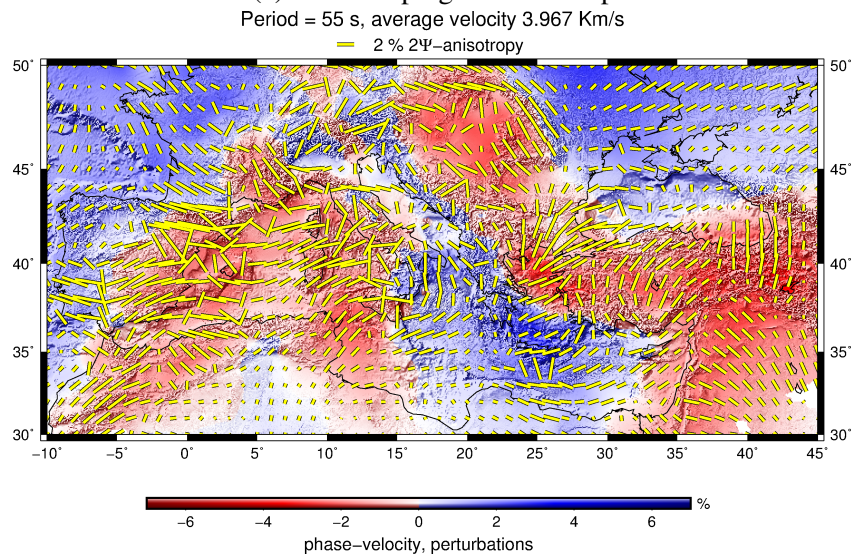 Period = 55 s, average velocity 3.967 Km/s
2 % 2Ψ−anisotropy
50˚ 50˚
45˚ 45˚
40˚ 40˚
35˚ 35˚
30˚ 30˚
−10˚ −5˚ 0˚ 5˚ 10˚ 15˚ 20˚ 25˚ 30˚ 35˚ 40˚ 45˚
%
−6 −4 −2 0 2 4 6
phase−velocity, perturbations